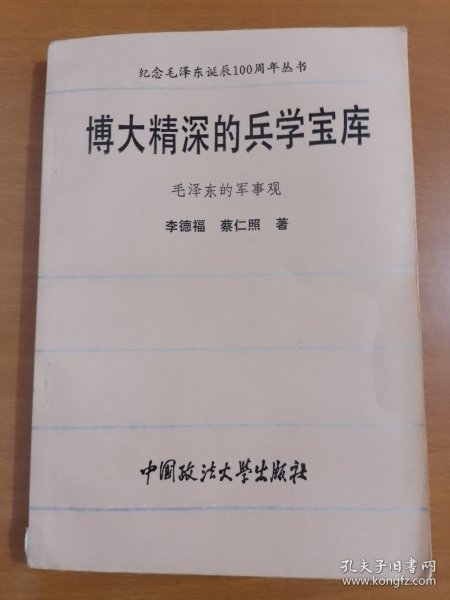 纪念毛泽东诞辰100周年丛书
博大精深的兵学宝库
毛泽东的军事观
李德福 蔡仁照 著
中国政法大学出版社
孔夫子旧书网
www.kongfz.com